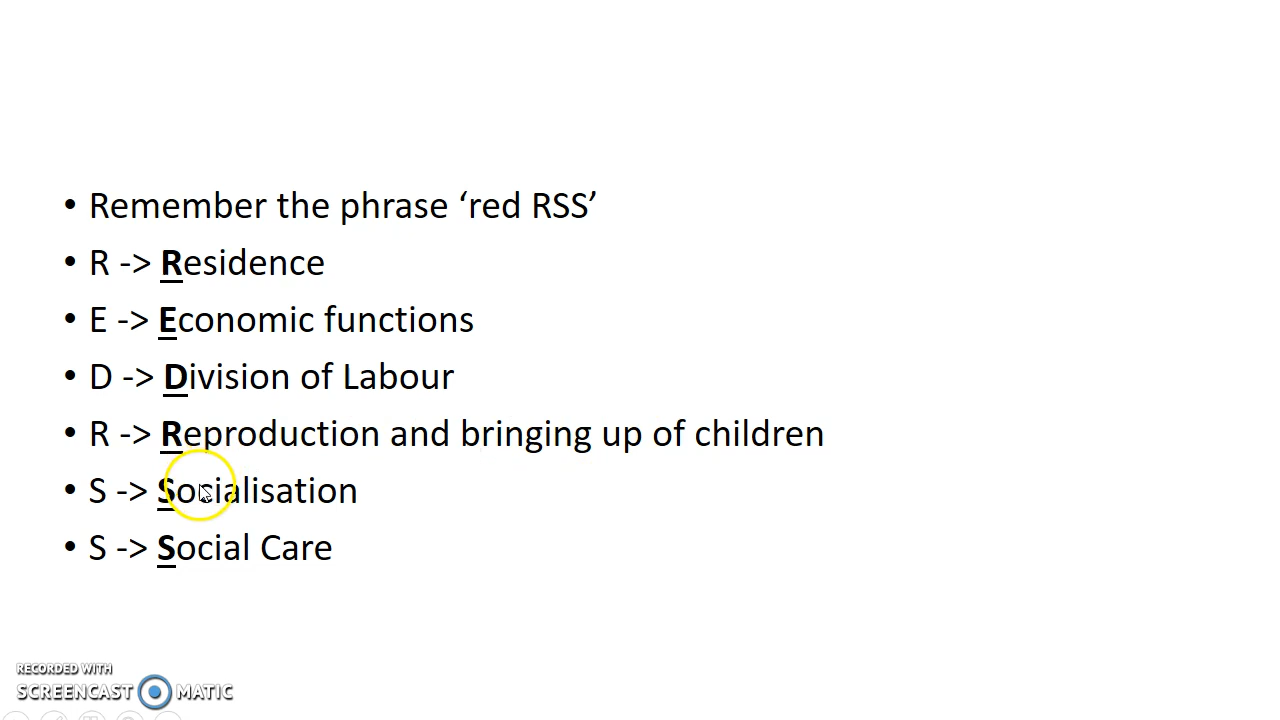 • Remember the phrase ‘red RSS’
• R -> Residence
• E -> Economic functions
• D -> Division of Labour
• R -> Reproduction and bringing up of children
• S -> Socialisation
• S -> Social Care
RECORDED WITH
SCREENCAST MATIC